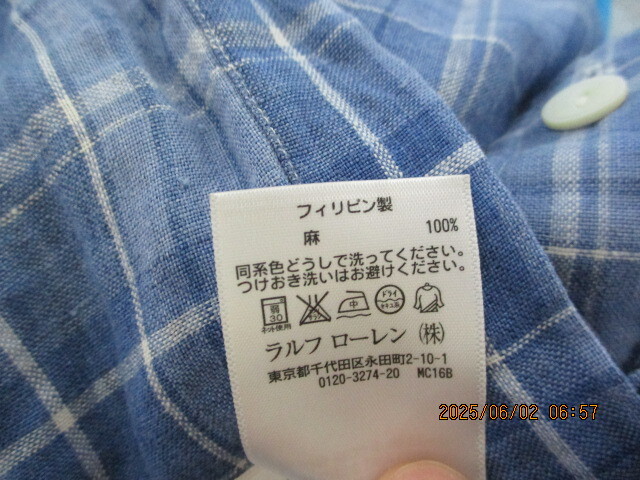 フィリピン製
麻 100%
同系色どうしで洗ってください。
つけおき洗いはお避けください。
弱 30 中 ドライ セキユ系
ネット使用
ラルフ ローレン (株)
東京都千代田区永田町2-10-1
0120-3274-20 MC16B
2025/06/02 06:57